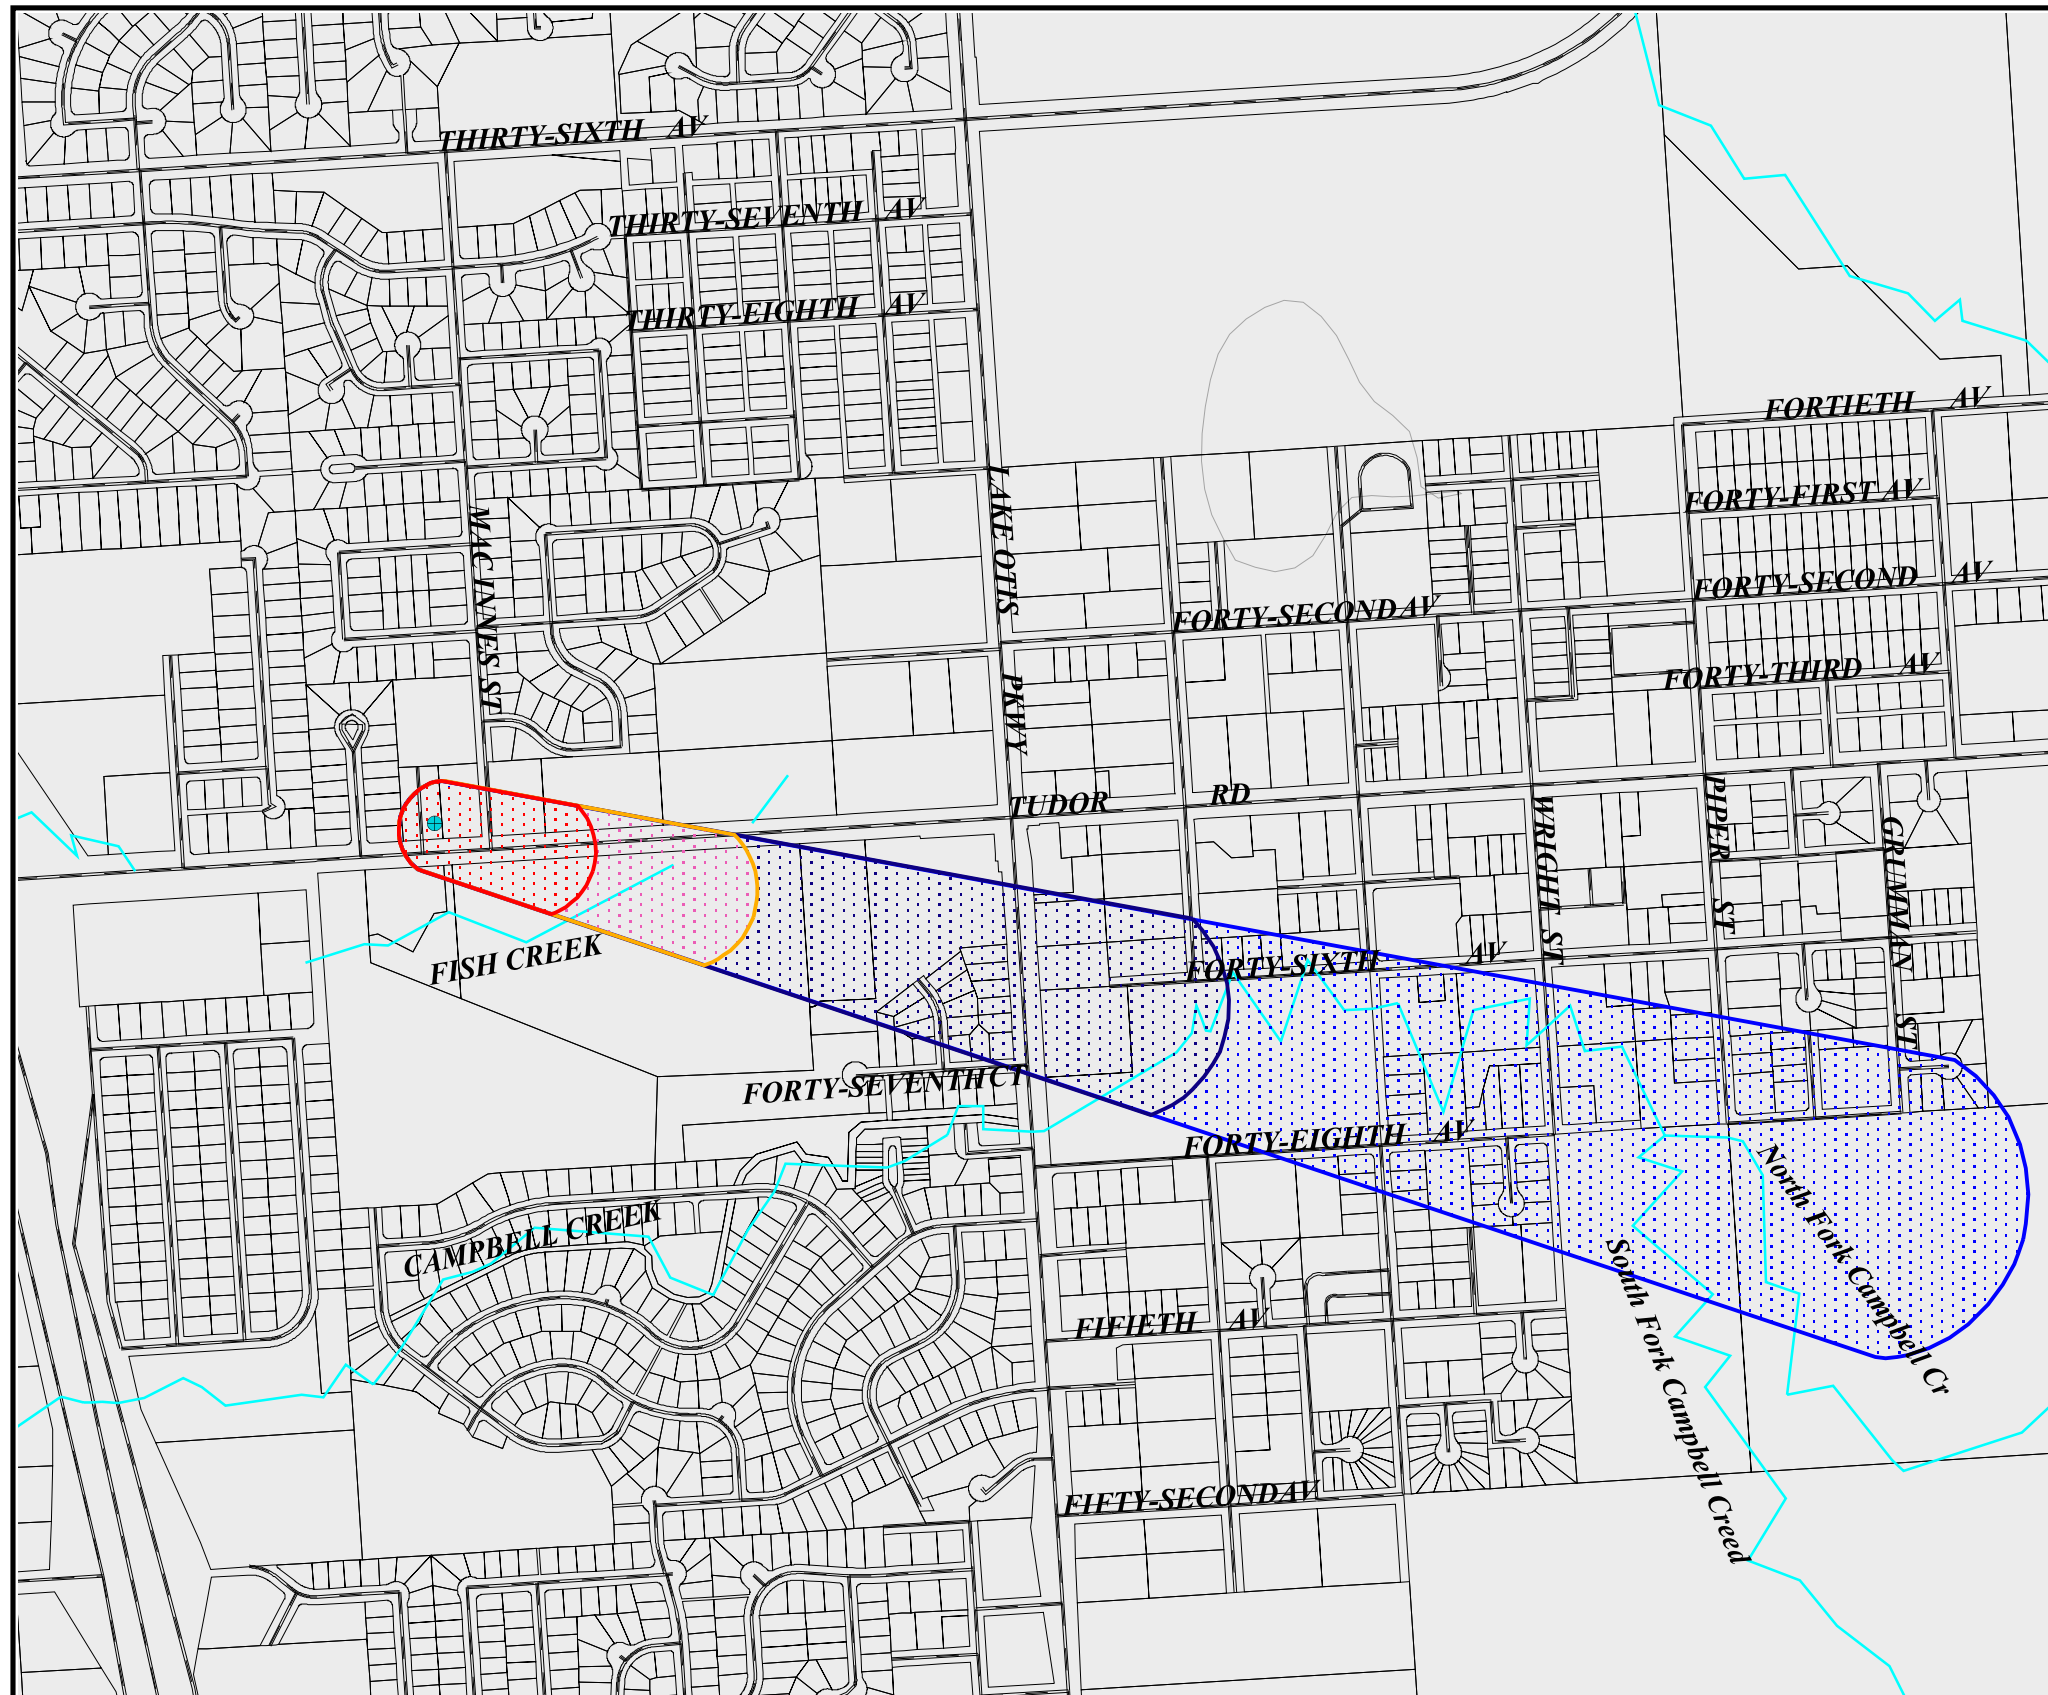 THIRTY-SIXTH AV
THIRTY-SEVENTH AV
THIRTY-EIGHTH AV
FORTIETH AV
FORTY-FIRST AV
FORTY-SECOND AV
FORTY-SECOND AV
FORTY-THIRD AV
MAC INNES ST
LAKE OTIS PKWY
TUDOR RD
WRIGHT ST
PIPER ST
GRUMMAN ST
FISH CREEK
FORTY-SIXTH AV
FORTY-SEVENTH CT
FORTY-EIGHTH AV
North Fork Campbell Cr
CAMPBELL CREEK
South Fork Campbell Creed
FIFIETH AV
FIFTY-SECOND AV